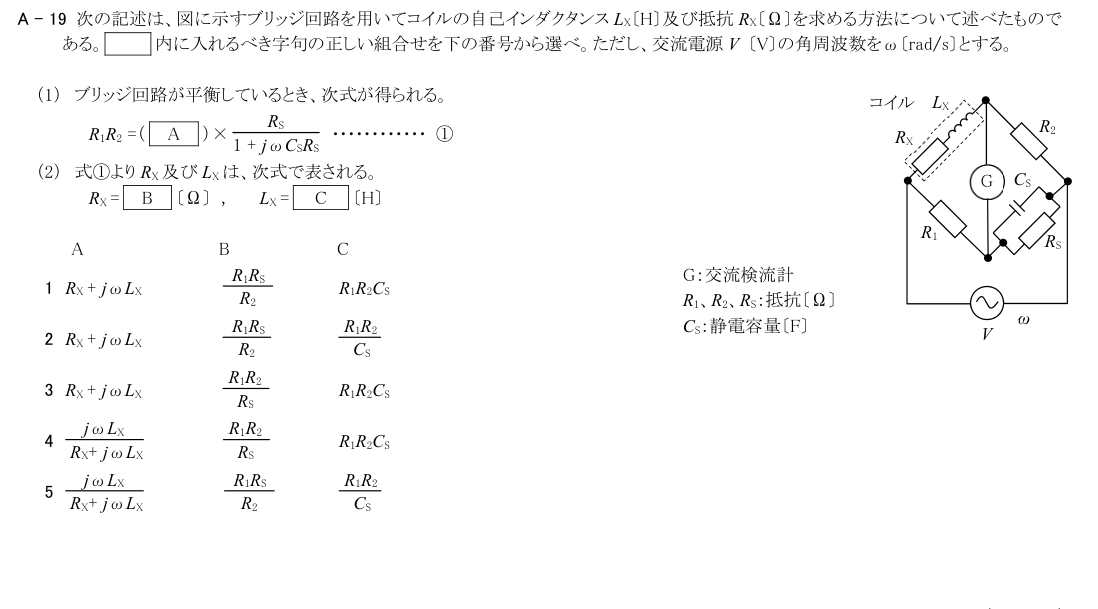 A－19 次の記述は、図に示すブリッジ回路を用いてコイルの自己インダクタンス LX〔H〕及び抵抗 RX〔Ω〕を求める方法について述べたもので
ある。 内に入れるべき字句の正しい組合せを下の番号から選べ。ただし、交流電源 V 〔V〕の角周波数をω〔rad/s〕とする。
(1) ブリッジ回路が平衡しているとき、次式が得られる。
R1R2 =( A )× RS / 1 + jωCSRS ………… ①
(2) 式①より RX 及び LX は、次式で表される。
RX = B 〔Ω〕 , LX = C 〔H〕
A B C
1 RX + jωLX R1RS / R2 R1R2CS
2 RX + jωLX R1RS / R2 R1R2 / CS
3 RX + jωLX R1R2 / RS R1R2CS
4 jωLX / RX+ jωLX R1R2 / RS R1R2CS
5 jωLX / RX+ jωLX R1RS / R2 R1R2 / CS
コイル LX
RX
R2
G
CS
R1
RS
V
ω
G：交流検流計
R1、R2、RS：抵抗〔Ω〕
CS：静電容量〔F〕